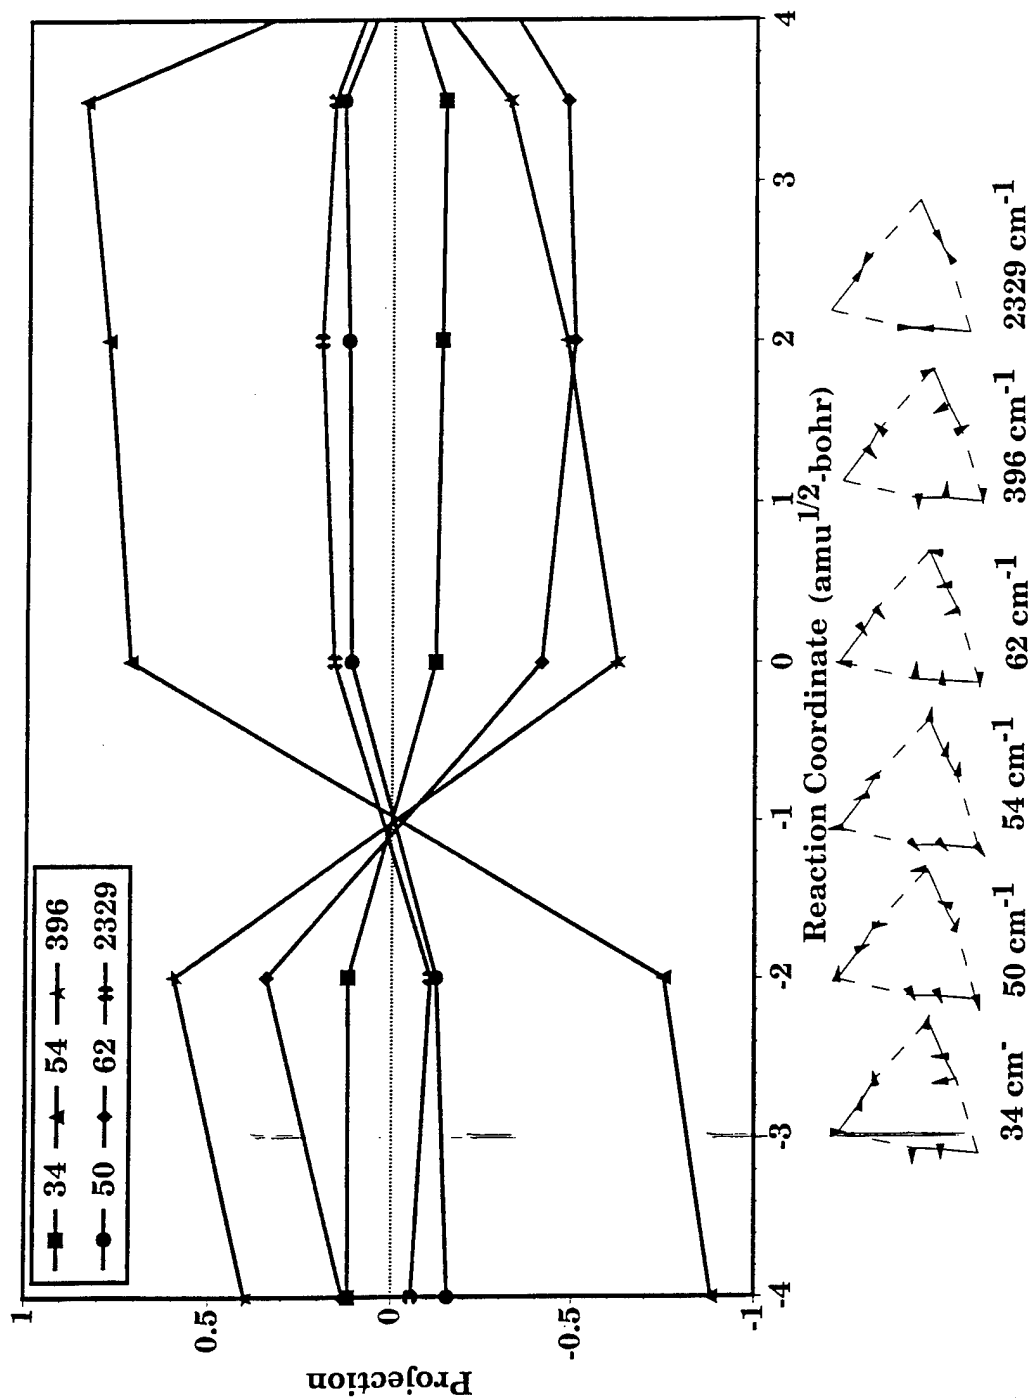 34 54 396
50 62 2329
1
0.5
0
-0.5
-1
Projection
-4 -3 -2 -1 0 1 2 3 4
Reaction Coordinate (amu1/2-bohr)
34 cm-
50 cm-1
54 cm-1
62 cm-1
396 cm-1
2329 cm-1